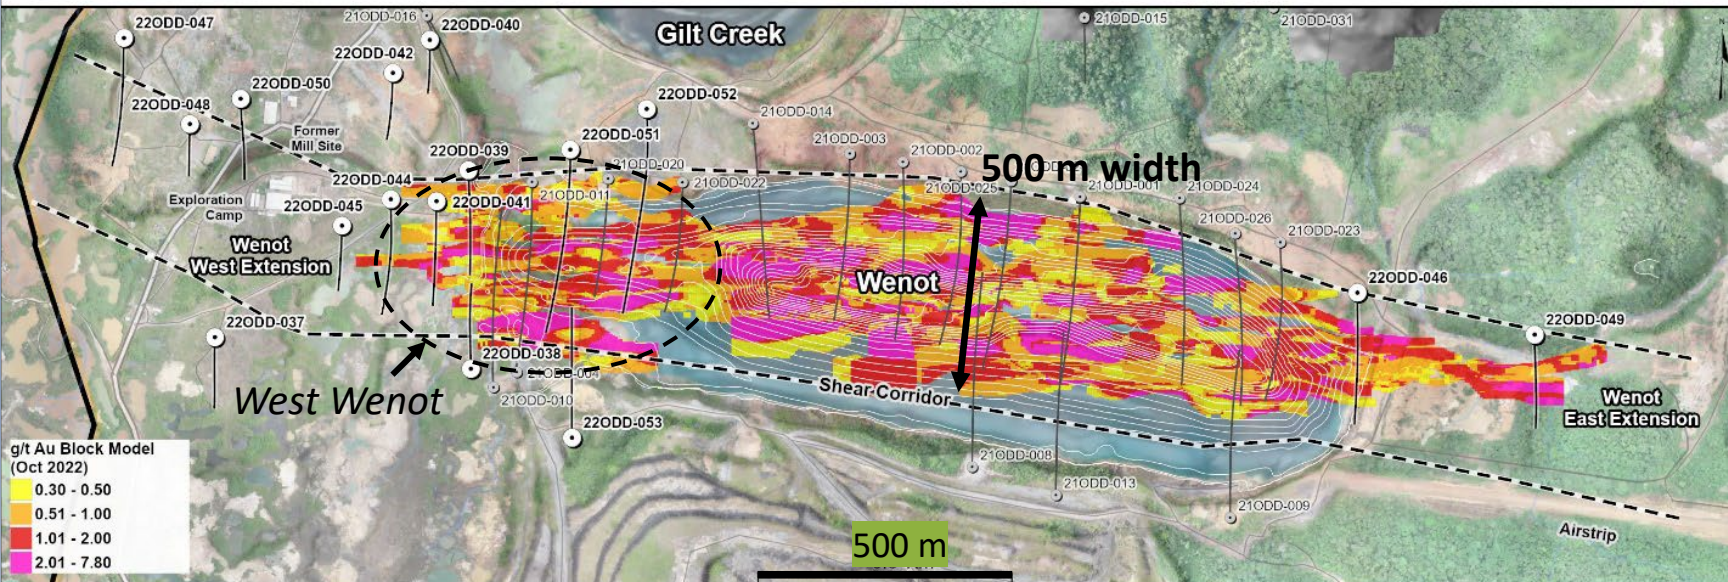 22ODD-047
21ODD-016
22ODD-040
Gilt Creek
21ODD-015
21ODD-031
22ODD-042
22ODD-050
22ODD-052
22ODD-048
21ODD-014
Former
Mill Site
22ODD-051
21ODD-003
22ODD-039
21ODD-020
21ODD-002
500 m width
22ODD-044
21ODD-022
21ODD-025
21ODD-001
21ODD-024
Exploration
Camp
22ODD-045
22ODD-041
21ODD-011
21ODD-026
21ODD-023
Wenot
West Extension
Wenot
22ODD-046
22ODD-037
22ODD-049
22ODD-038
21ODD-004
West Wenot
21ODD-010
Shear Corridor
Wenot
East Extension
22ODD-053
g/t Au Block Model
(Oct 2022)
0.30 - 0.50
0.51 - 1.00
1.01 - 2.00
2.01 - 7.80
21ODD-008
21ODD-013
21ODD-009
Airstrip
500 m